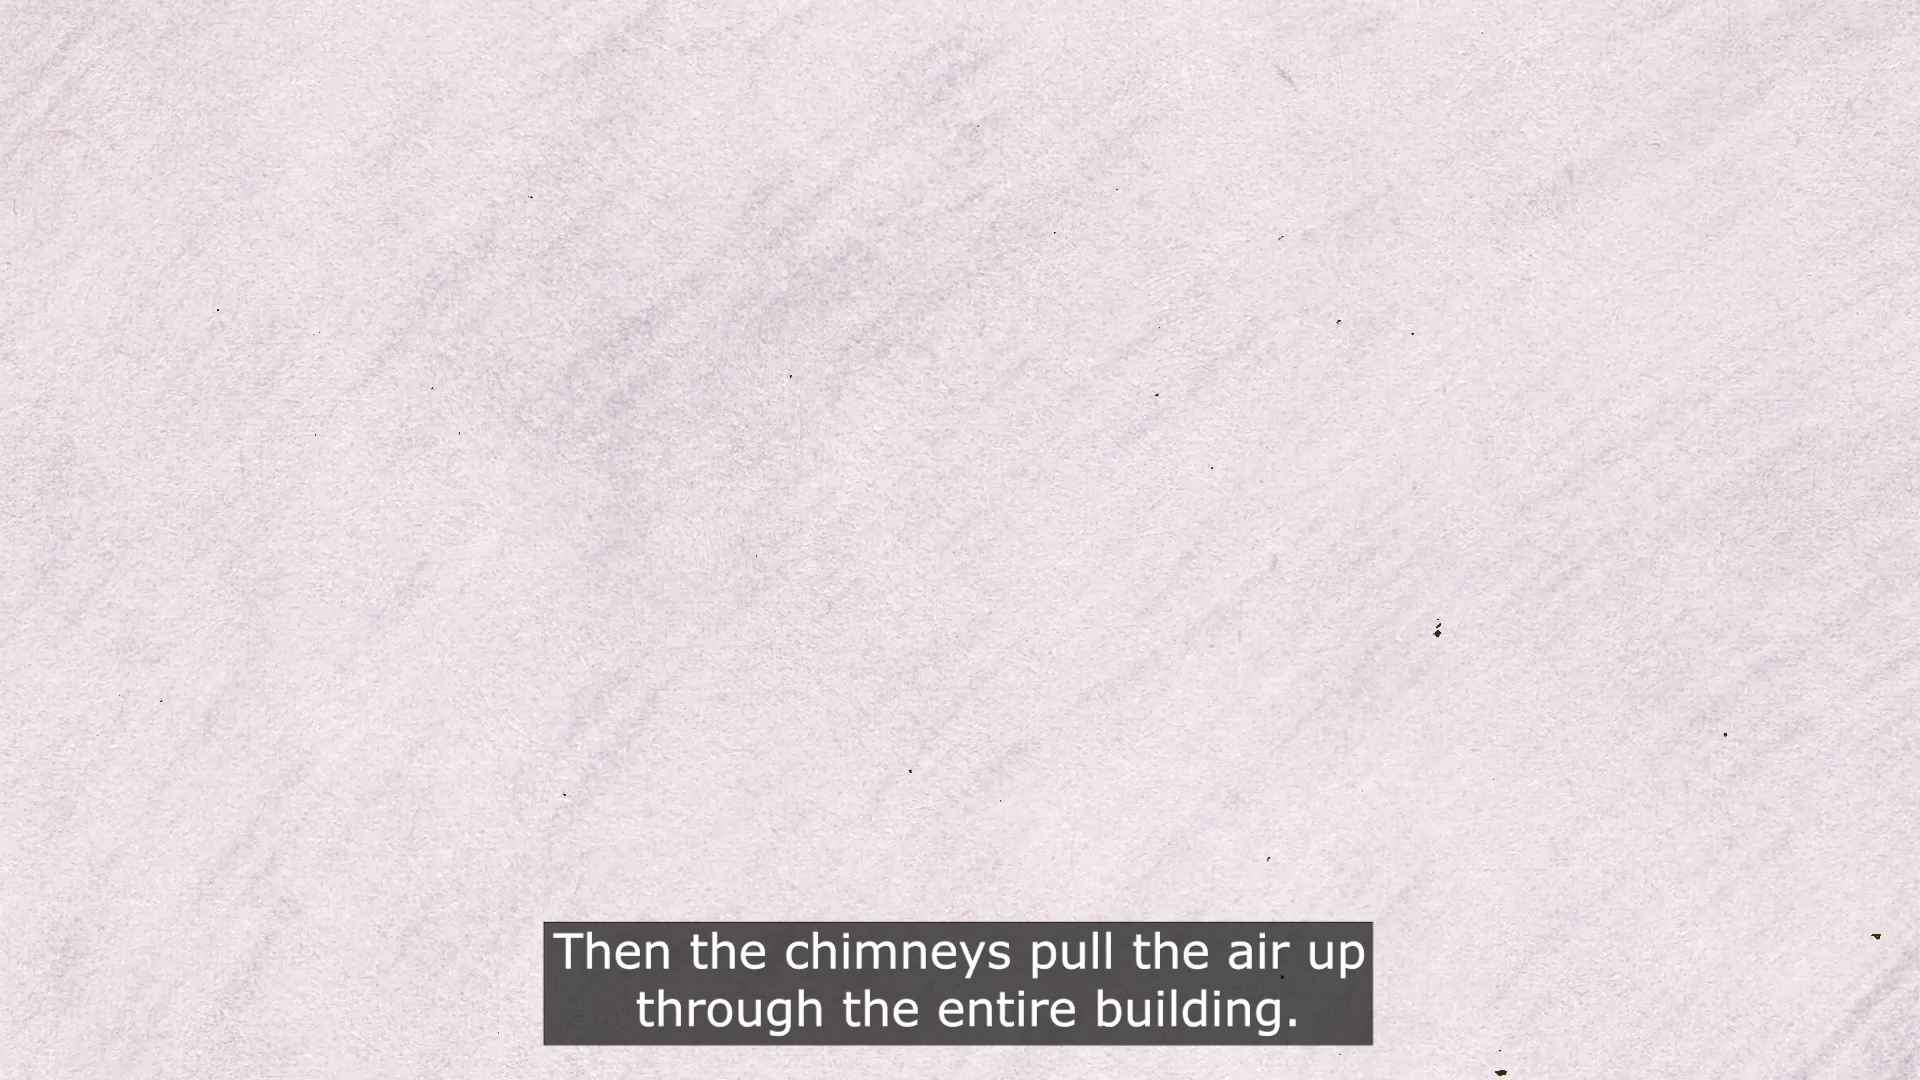 Then the chimneys pull the air up
through the entire building.